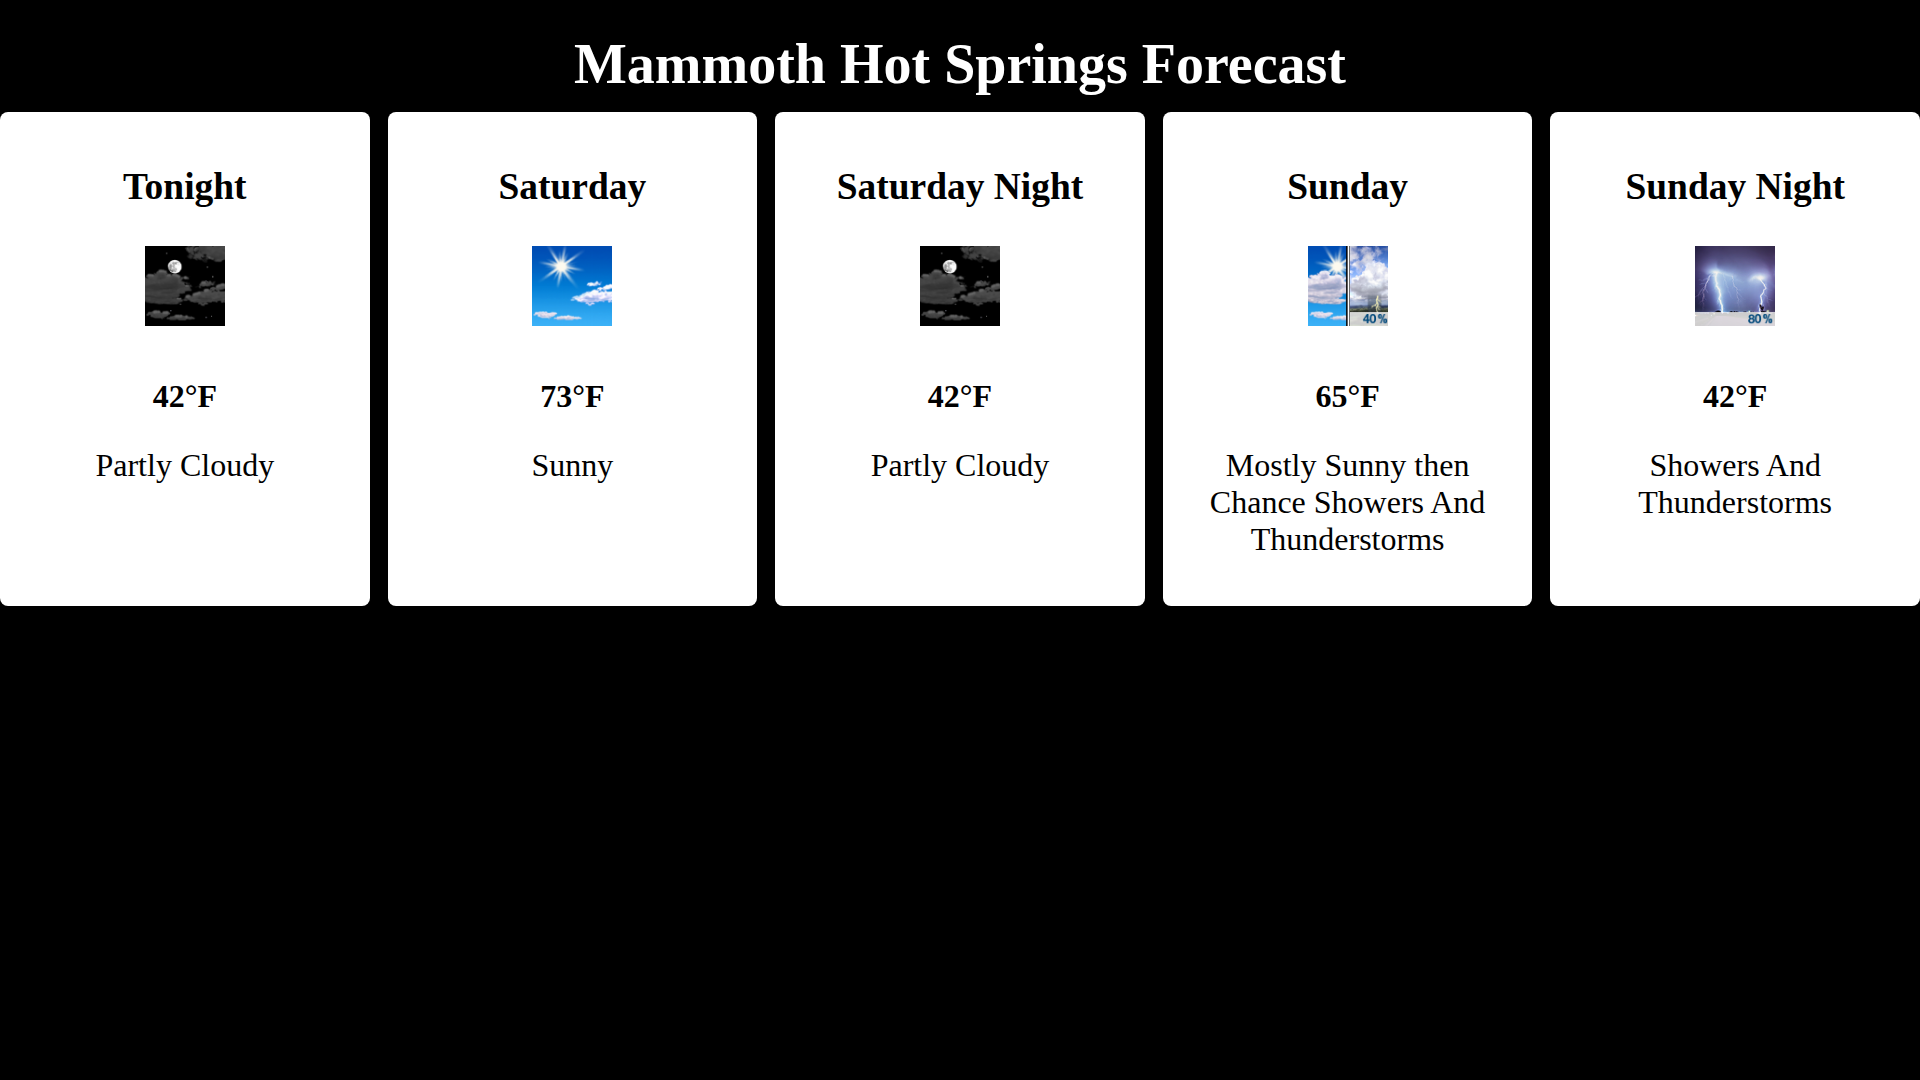 Mammoth Hot Springs Forecast
Tonight
42°F
Partly Cloudy
Saturday
73°F
Sunny
Saturday Night
42°F
Partly Cloudy
Sunday
40%
65°F
Mostly Sunny then
Chance Showers And
Thunderstorms
Sunday Night
80%
42°F
Showers And
Thunderstorms